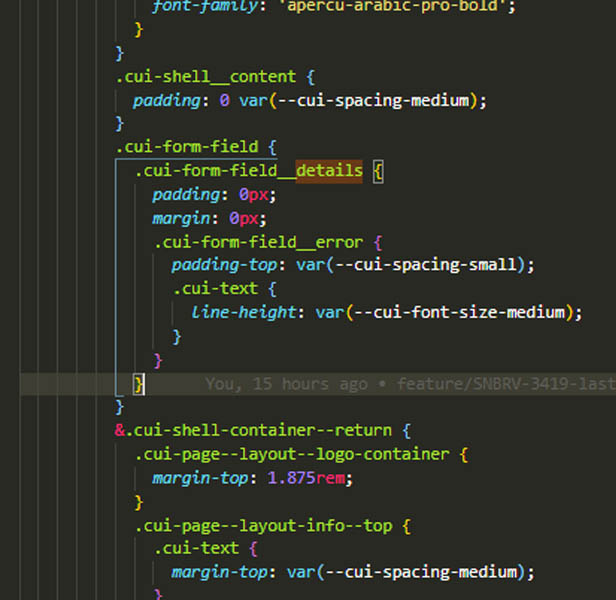 font-family: 'apercu-arabic-pro-bold';
}
}
.cui-shell__content {
padding: 0 var(--cui-spacing-medium);
}
.cui-form-field {
.cui-form-field__details {
padding: 0px;
margin: 0px;
.cui-form-field__error {
padding-top: var(--cui-spacing-small);
.cui-text {
line-height: var(--cui-font-size-medium);
}
}
} You, 15 hours ago • feature/SNBRV-3419-last
}
&.cui-shell-container--return {
.cui-page--layout--logo-container {
margin-top: 1.875rem;
}
.cui-page--layout-info--top {
.cui-text {
margin-top: var(--cui-spacing-medium);
}